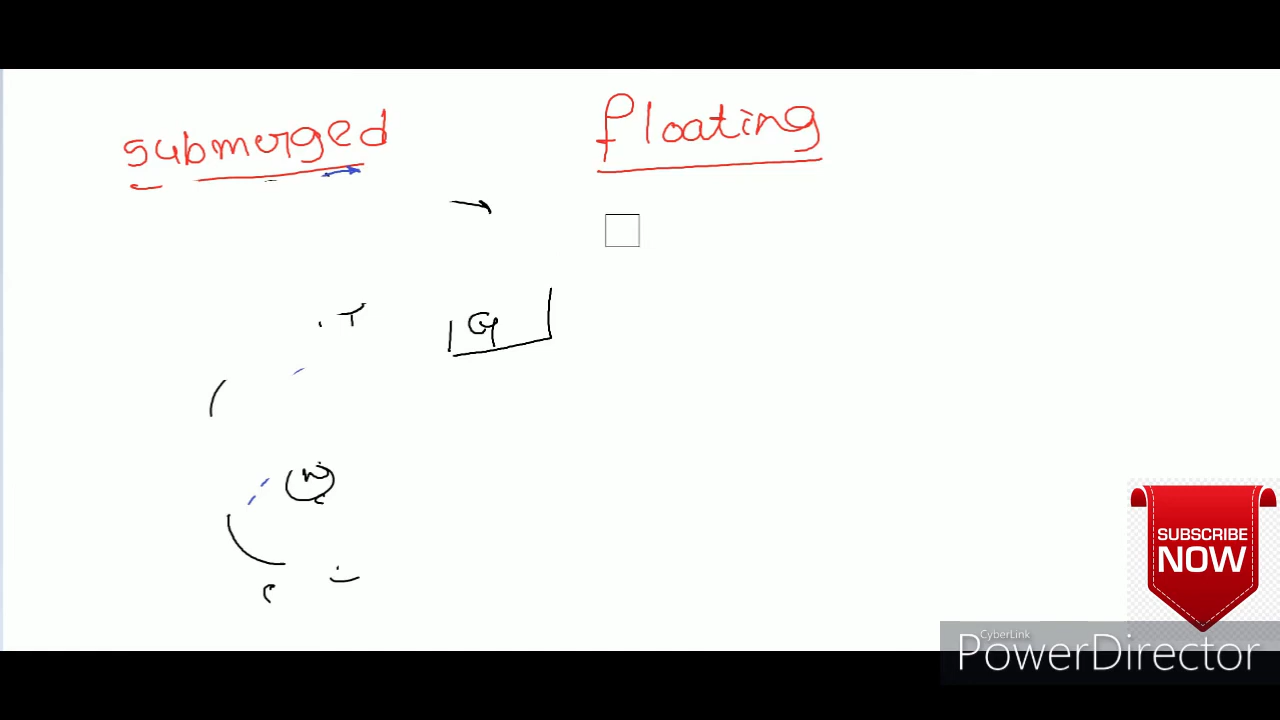 submerged
floating
G
W
SUBSCRIBE
NOW
CyberLink
PowerDirector